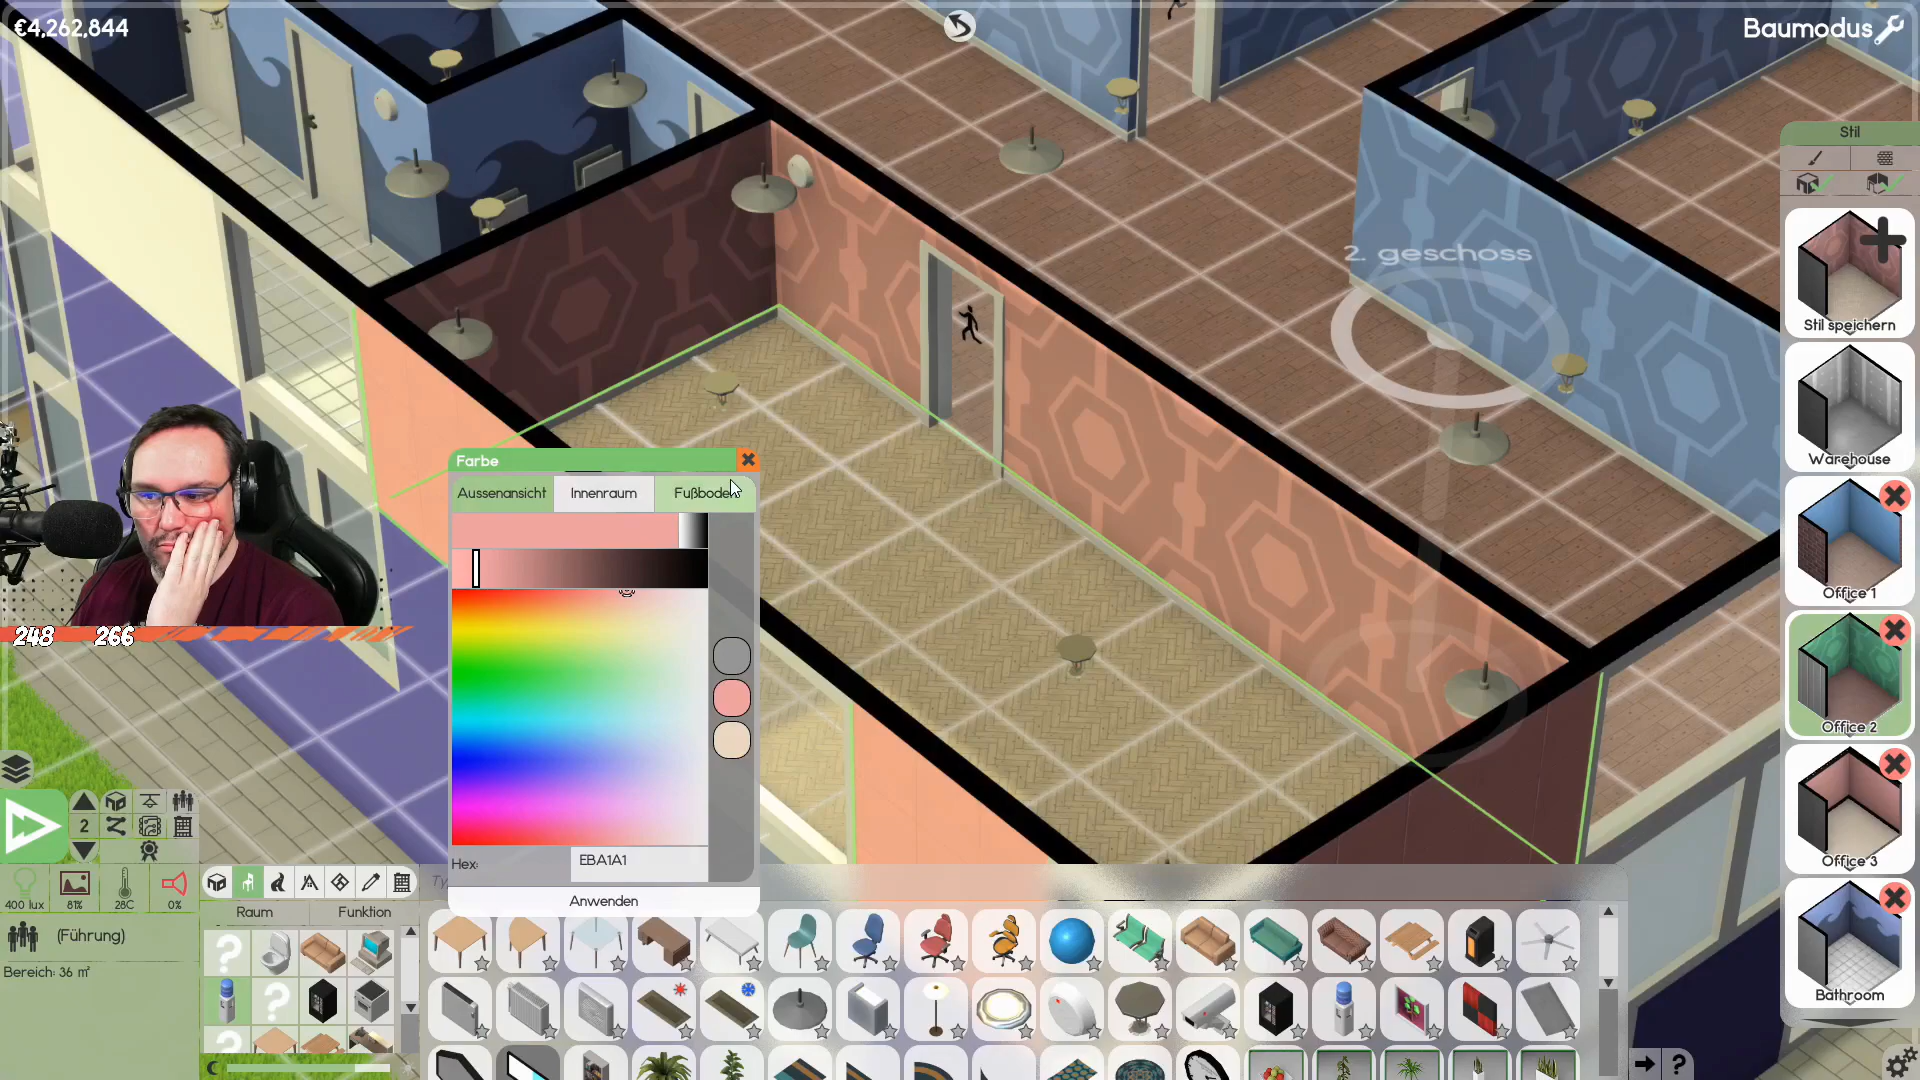 €4,262,844
Baumodus
Stil
2. geschoss
Stil speichern
Warehouse
Farbe
Aussenansicht
Innenraum
Fußboden
Office 1
248
266
Office 2
2
Office 3
Hex:
EBA1A1
Anwenden
400 lux
81%
28C
0%
Raum
Funktion
(Führung)
Bereich: 36 m²
Bathroom
?